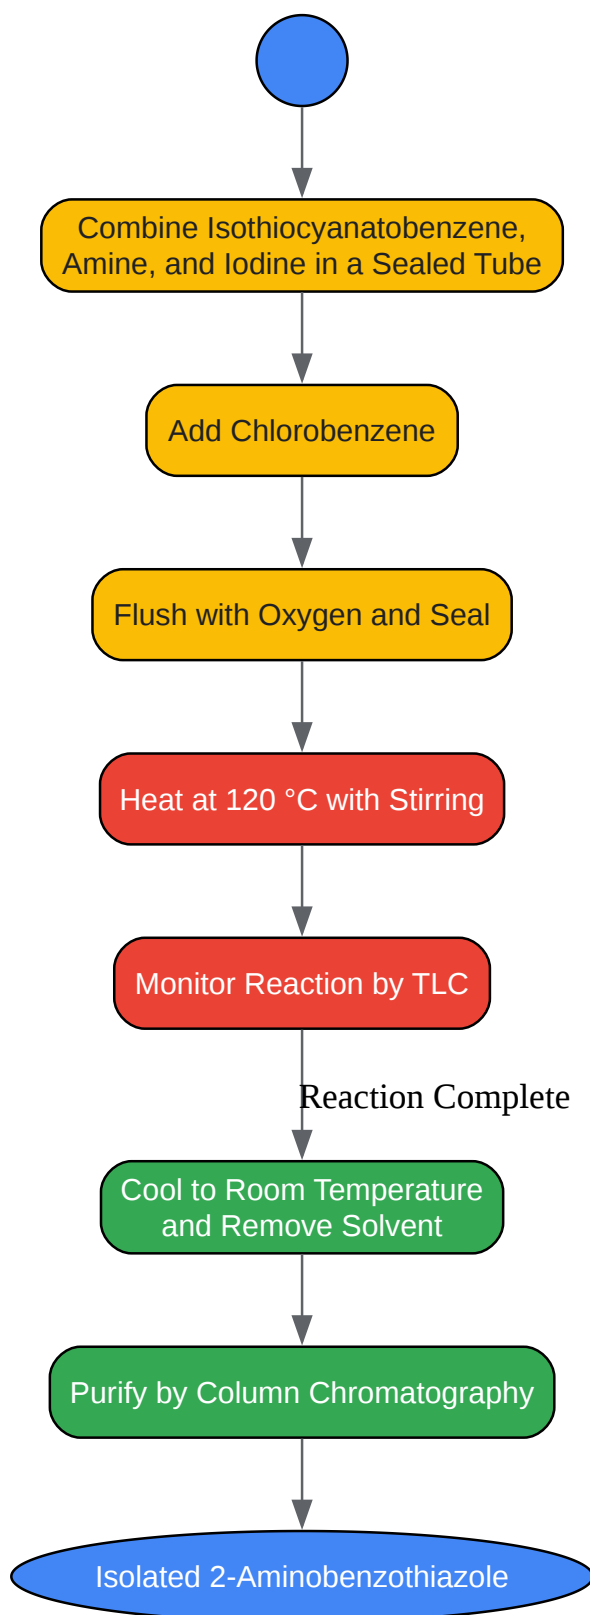 Combine Isothiocyanatobenzene,
Amine, and Iodine in a Sealed Tube
Add Chlorobenzene
Flush with Oxygen and Seal
Heat at 120 °C with Stirring
Monitor Reaction by TLC
Reaction Complete
Cool to Room Temperature
and Remove Solvent
Purify by Column Chromatography
Isolated 2-Aminobenzothiazole